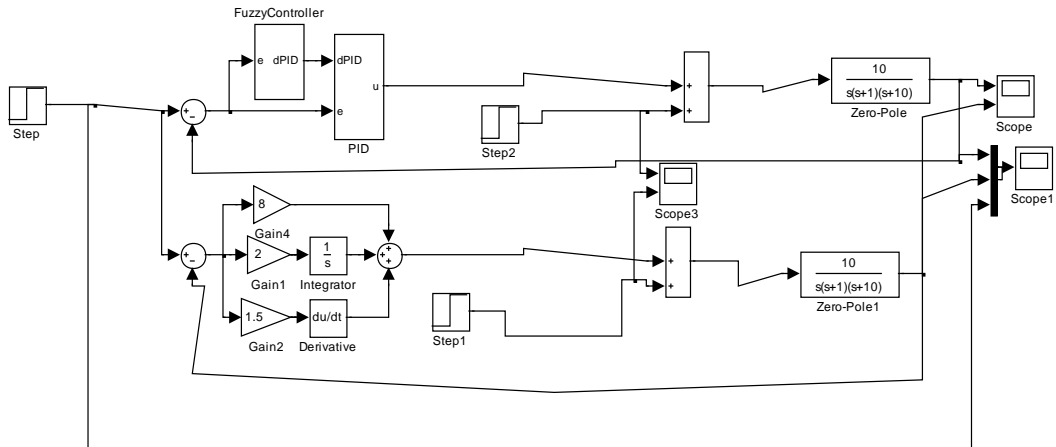 FuzzyController
e dPID
dPID
u
e
PID
Step
+
-
Step2
+
+
10
s(s+1)(s+10)
Zero-Pole
Scope
Scope1
Scope3
8
Gain4
+
-
2
Gain1
1
s
Integrator
+
+
+
1.5
Gain2
du/dt
Derivative
Step1
+
+
10
s(s+1)(s+10)
Zero-Pole1